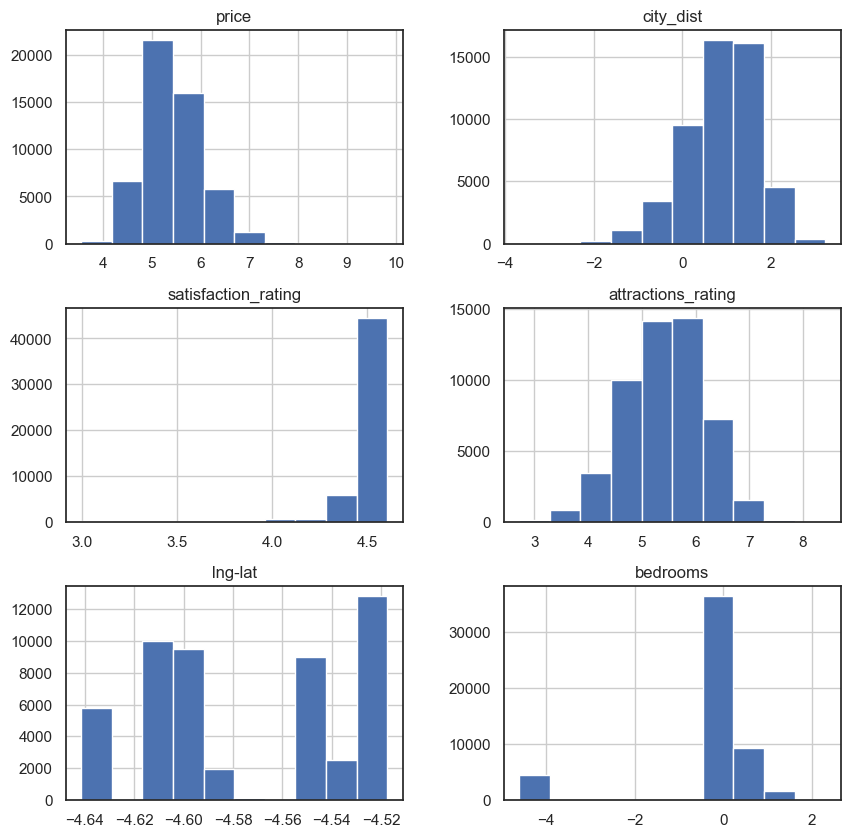 price
20000
15000
10000
5000
0
4 5 6 7 8 9 10
city_dist
15000
10000
5000
0
−4 −2 0 2
satisfaction_rating
40000
30000
20000
10000
0
3.0 3.5 4.0 4.5
attractions_rating
15000
10000
5000
0
3 4 5 6 7 8
lng-lat
12000
10000
8000
6000
4000
2000
0
−4.64 −4.62 −4.60 −4.58 −4.56 −4.54 −4.52
bedrooms
30000
20000
10000
0
−4 −2 0 2